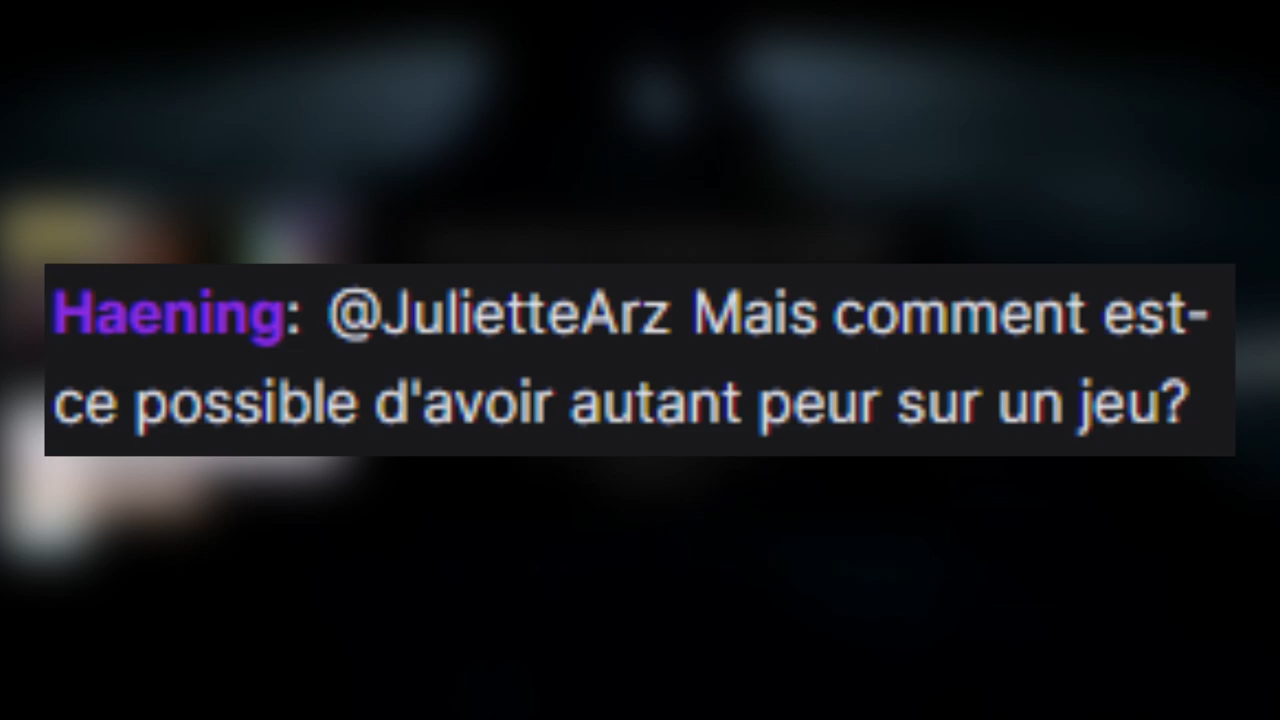 Haening: @JulietteArz Mais comment est-
ce possible d'avoir autant peur sur un jeu?